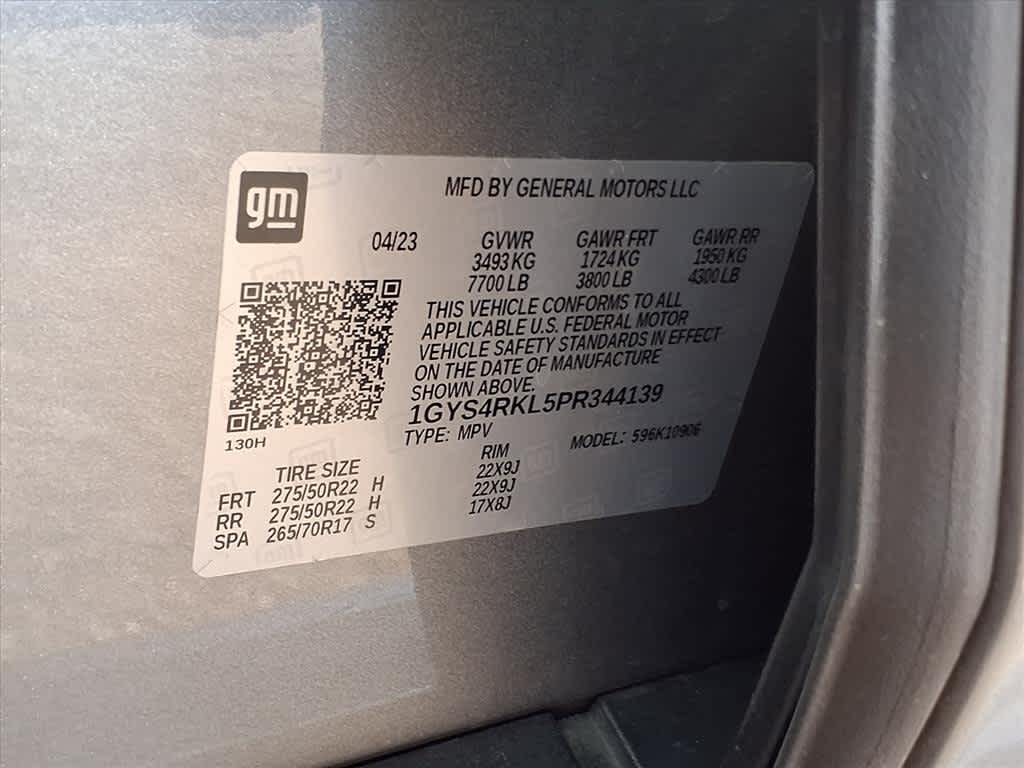 gm
MFD BY GENERAL MOTORS LLC
04/23 GVWR GAWR FRT GAWR RR
3493 KG 1724 KG 1950 KG
7700 LB 3800 LB 4300 LB
THIS VEHICLE CONFORMS TO ALL
APPLICABLE U.S. FEDERAL MOTOR
VEHICLE SAFETY STANDARDS IN EFFECT
ON THE DATE OF MANUFACTURE
SHOWN ABOVE.
1GYS4RKL5PR344139
130H
TYPE: MPV MODEL: 596K10906
TIRE SIZE RIM
FRT 275/50R22 H 22X9J
RR 275/50R22 H 22X9J
SPA 265/70R17 S 17X8J